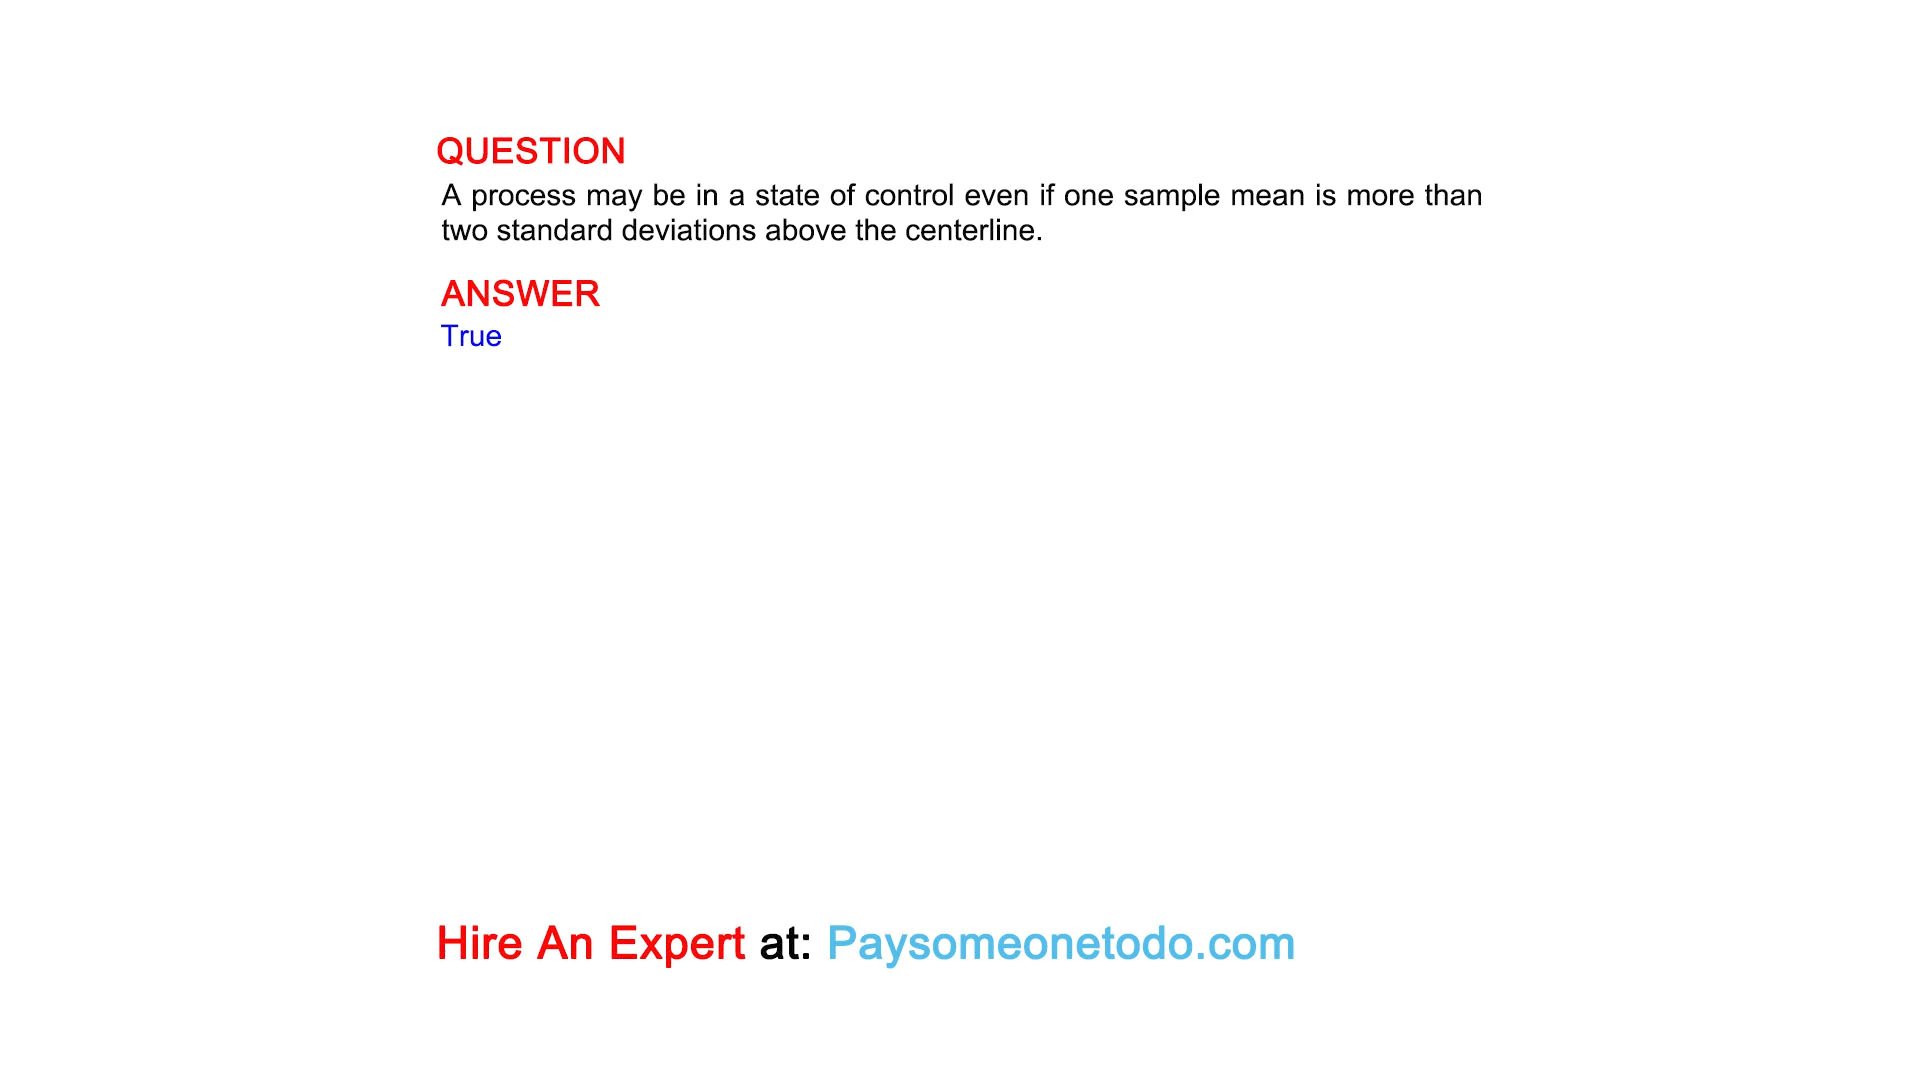 QUESTION
A process may be in a state of control even if one sample mean is more than
two standard deviations above the centerline.
ANSWER
True
Hire An Expert at: Paysomeonetodo.com